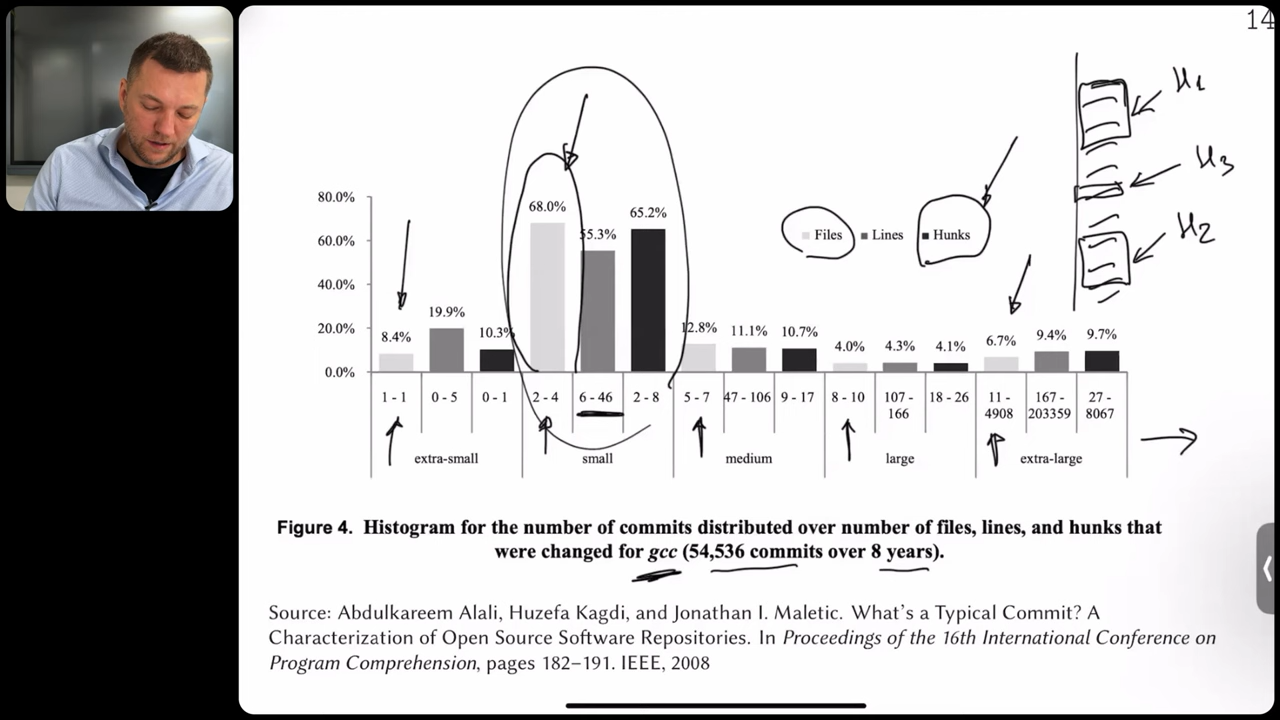 14
H1
H3
H2
80.0%
60.0%
40.0%
20.0%
0.0%
Files
Lines
Hunks
8.4%
19.9%
10.3%
68.0%
55.3%
65.2%
12.8%
11.1%
10.7%
4.0%
4.3%
4.1%
6.7%
9.4%
9.7%
1 - 1
0 - 5
0 - 1
2 - 4
6 - 46
2 - 8
5 - 7
47 - 106
9 - 17
8 - 10
107 -
166
18 - 26
11 -
4908
167 -
203359
27 -
8067
extra-small
small
medium
large
extra-large
Figure 4. Histogram for the number of commits distributed over number of files, lines, and hunks that
were changed for gcc (54,536 commits over 8 years).
Source: Abdulkareem Alali, Huzefa Kagdi, and Jonathan I. Maletic. What's a Typical Commit? A
Characterization of Open Source Software Repositories. In Proceedings of the 16th International Conference on
Program Comprehension, pages 182–191. IEEE, 2008